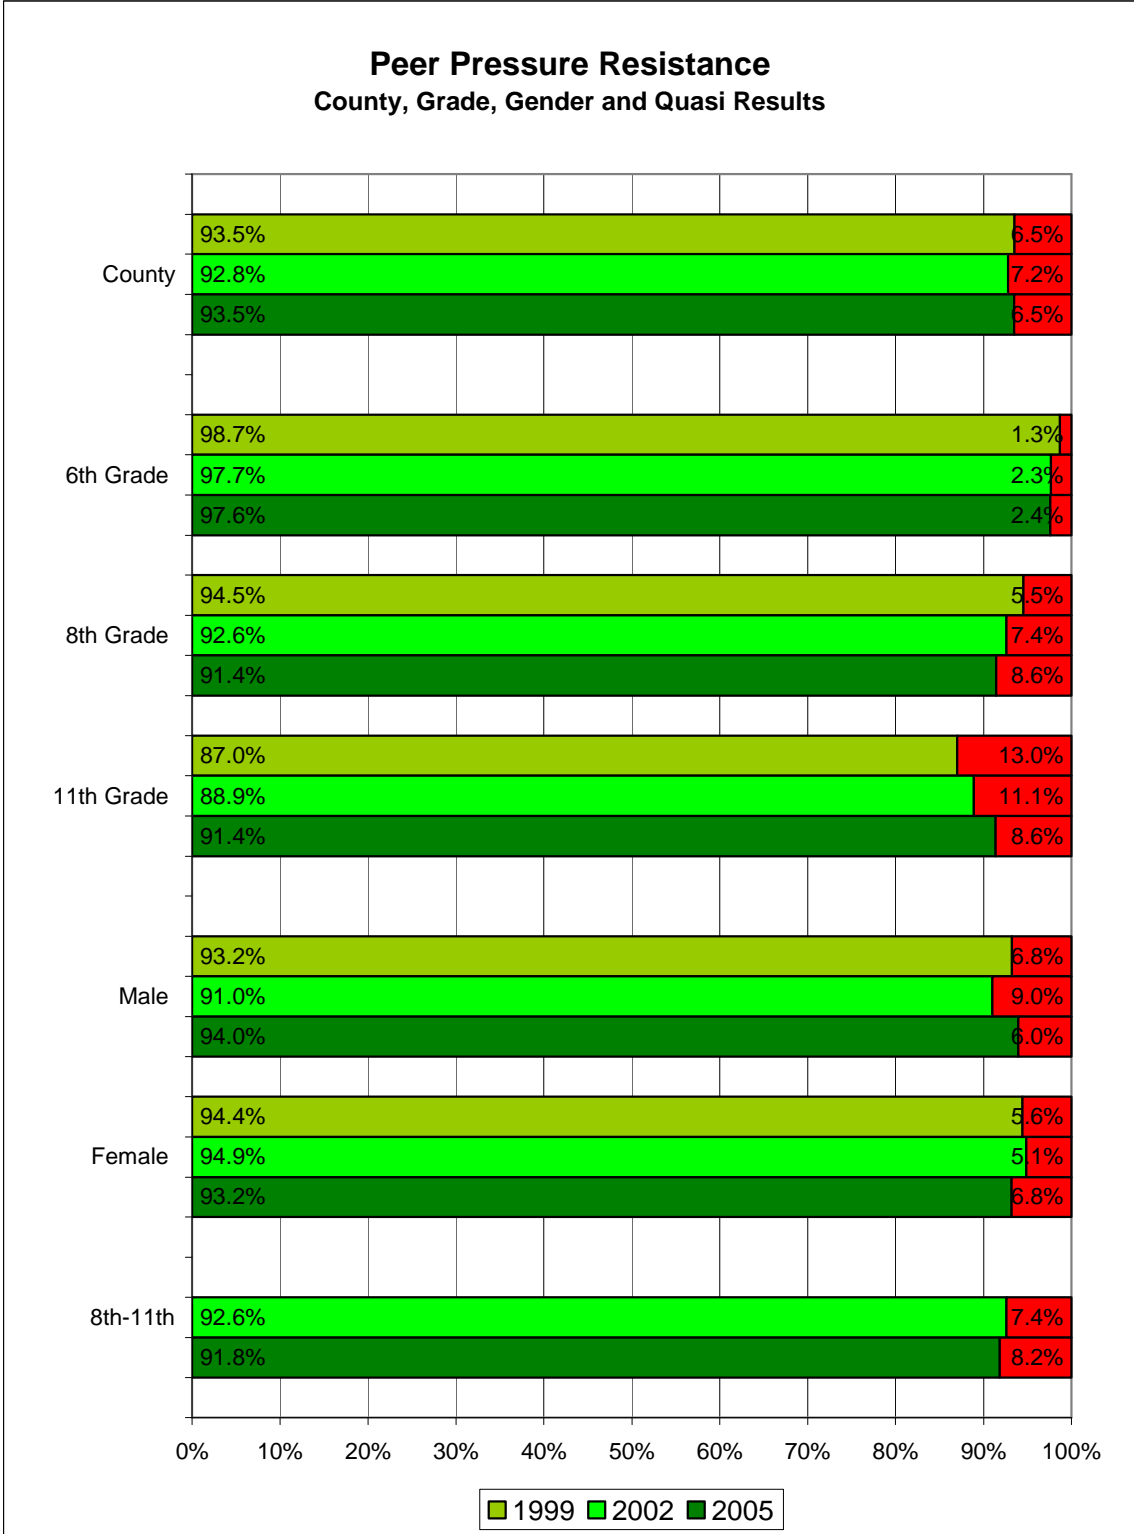 Peer Pressure Resistance
County, Grade, Gender and Quasi Results
93.5% 6.5%
County 92.8% 7.2%
93.5% 6.5%
98.7% 1.3%
6th Grade 97.7% 2.3%
97.6% 2.4%
94.5% 5.5%
8th Grade 92.6% 7.4%
91.4% 8.6%
87.0% 13.0%
11th Grade 88.9% 11.1%
91.4% 8.6%
93.2% 6.8%
Male 91.0% 9.0%
94.0% 6.0%
94.4% 5.6%
Female 94.9% 5.1%
93.2% 6.8%
8th-11th 92.6% 7.4%
91.8% 8.2%
0% 10% 20% 30% 40% 50% 60% 70% 80% 90% 100%
1999 2002 2005